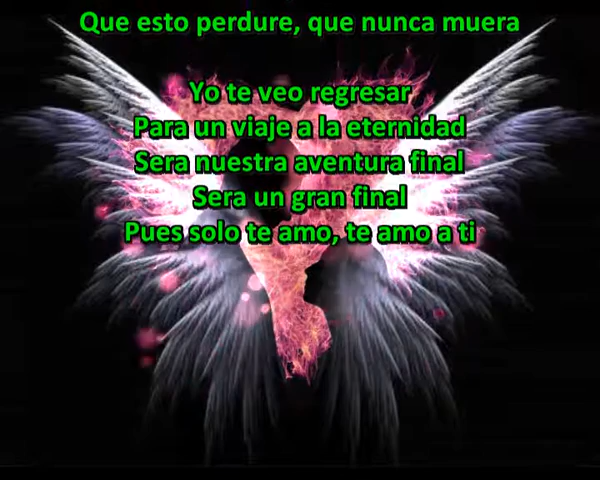 Que esto perdure, que nunca muera
Yo te veo regresar
Para un viaje a la eternidad
Sera nuestra aventura final
Sera un gran final
Pues solo te amo, te amo a ti